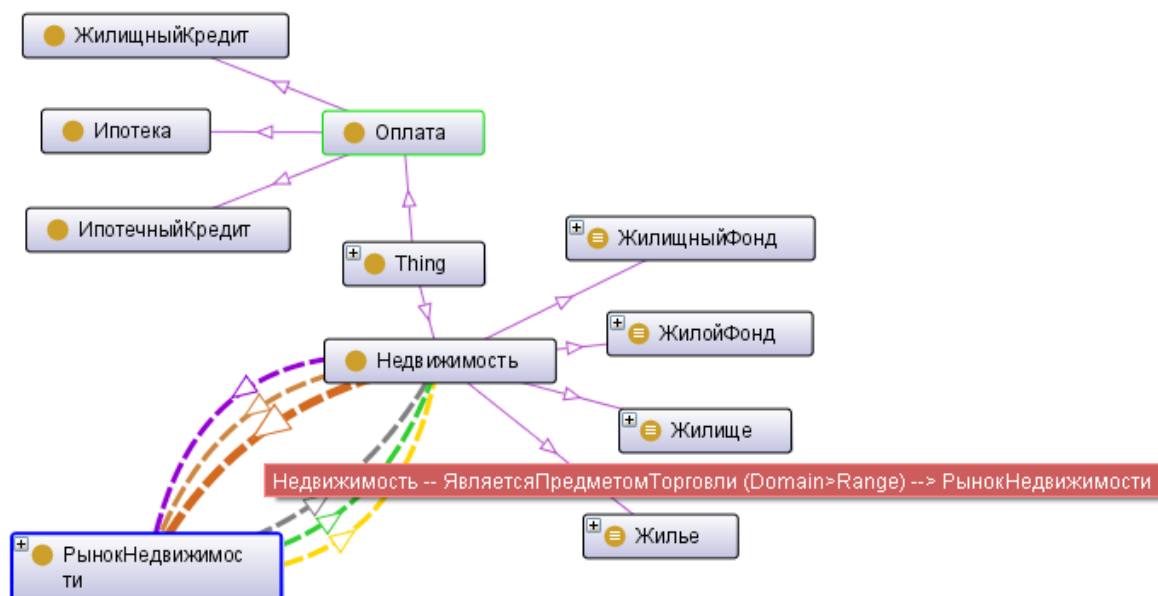 ЖилищныйКредит
Ипотека
Оплата
ИпотечныйКредит
ЖилищныйФонд
Thing
ЖилойФонд
Недвижимость
Жилище
Недвижимость -- ЯвляетсяПредметомТорговли (Domain>Range) --> РынокНедвижимости
Жилье
РынокНедвижимос
ти